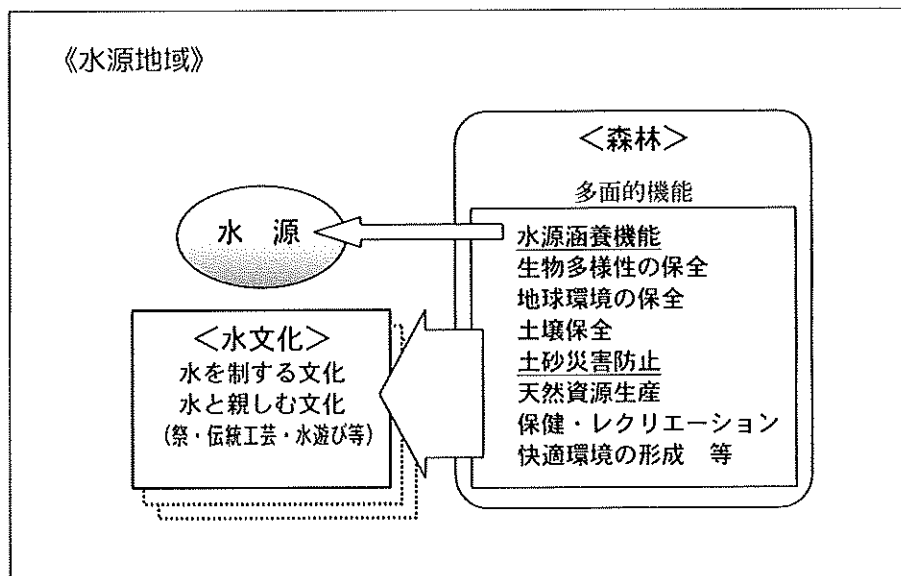 《水源地域》
＜森林＞
多面的機能
水源涵養機能
生物多様性の保全
地球環境の保全
土壌保全
土砂災害防止
天然資源生産
保健・レクリエーション
快適環境の形成　等
水　源
＜水文化＞
水を制する文化
水と親しむ文化
（祭・伝統工芸・水遊び等）